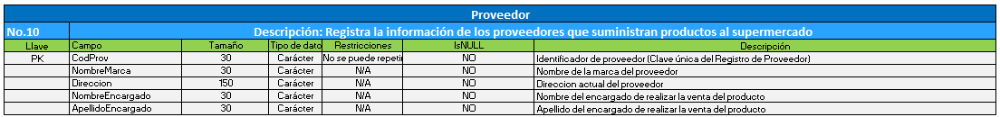 Proveedor
No.10 Descripción: Registra la información de los proveedores que suministran productos al supermercado
Llave Campo Tamaño Tipo de dato Restricciones IsNULL Descripción
PK CodProv 30 Carácter No se puede repetir NO Identificador de proveedor (Clave única del Registro de Proveedor)
NombreMarca 30 Carácter N/A NO Nombre de la marca del proveedor
Direccion 150 Carácter N/A NO Direccion actual del proveedor
NombreEncargado 30 Carácter N/A NO Nombre del encargado de realizar la venta del producto
ApellidoEncargado 30 Carácter N/A NO Apellido del encargado de realizar la venta del producto